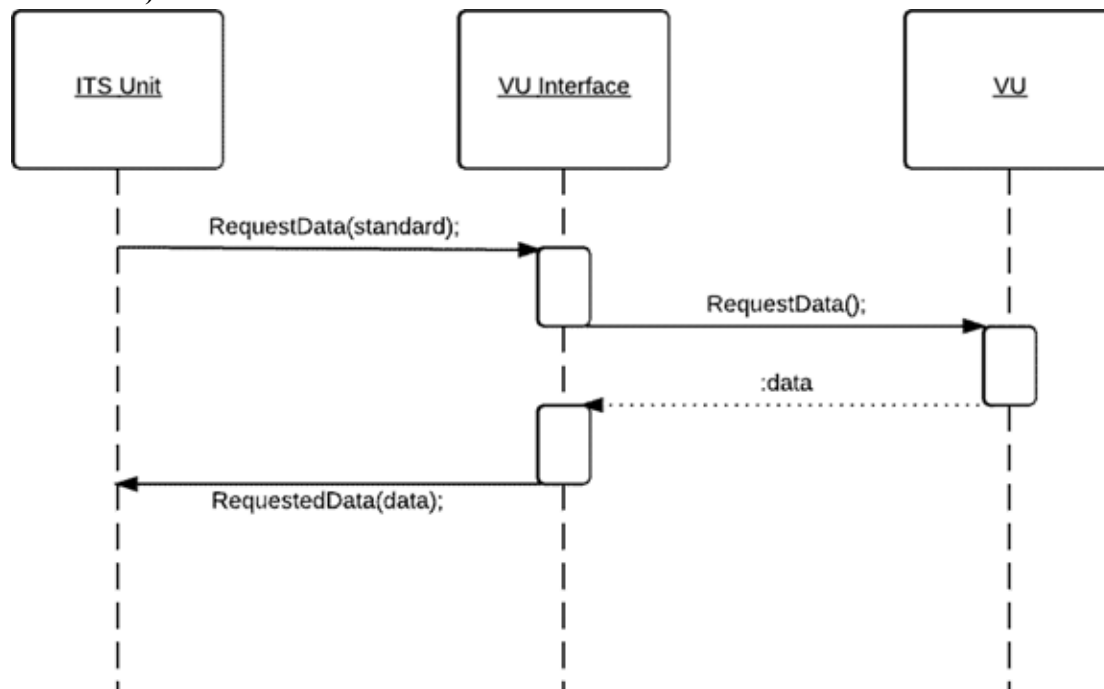 ITS Unit
VU Interface
VU
RequestData(standard);
RequestData();
:data
RequestedData(data);